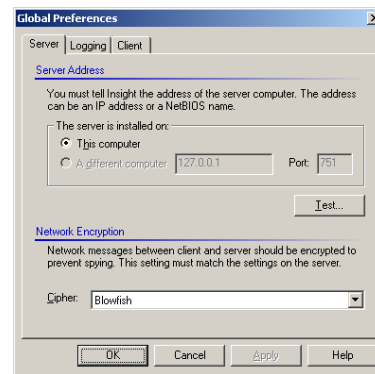 Global Preferences
Server Logging Client
Server Address
You must tell Insight the address of the server computer. The address
can be an IP address or a NetBIOS name.
The server is installed on:
This computer
A different computer 127.0.0.1 Port: 751
Test...
Network Encryption
Network messages between client and server should be encrypted to
prevent spying. This setting must match the settings on the server.
Cipher: Blowfish
OK Cancel Apply Help